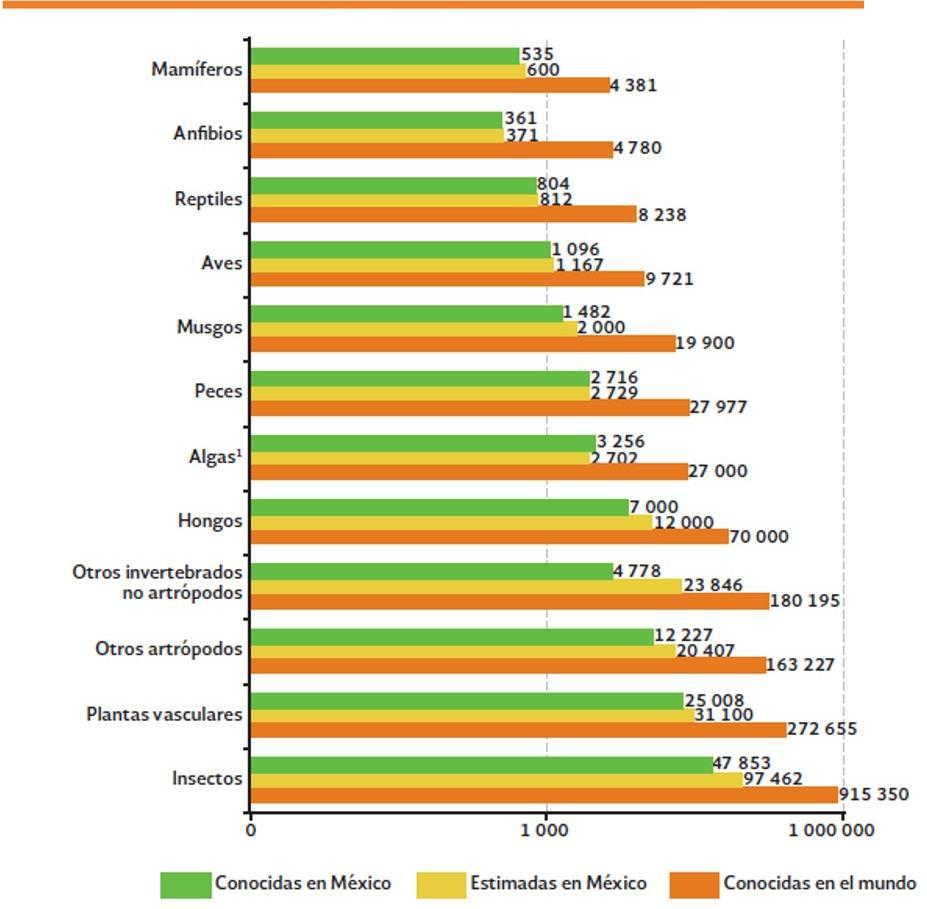 Mamíferos
535
600
4 381
Anfibios
361
371
4 780
Reptiles
804
812
8 238
Aves
1 096
1 167
9 721
Musgos
1 482
2 000
19 900
Peces
2 716
2 729
27 977
Algas¹
3 256
2 702
27 000
Hongos
7 000
12 000
70 000
Otros invertebrados
no artrópodos
4 778
23 846
180 195
Otros artrópodos
12 227
20 407
163 227
Plantas vasculares
25 008
31 100
272 655
Insectos
47 853
97 462
915 350
0
1 000
1 000 000
Conocidas en México
Estimadas en México
Conocidas en el mundo